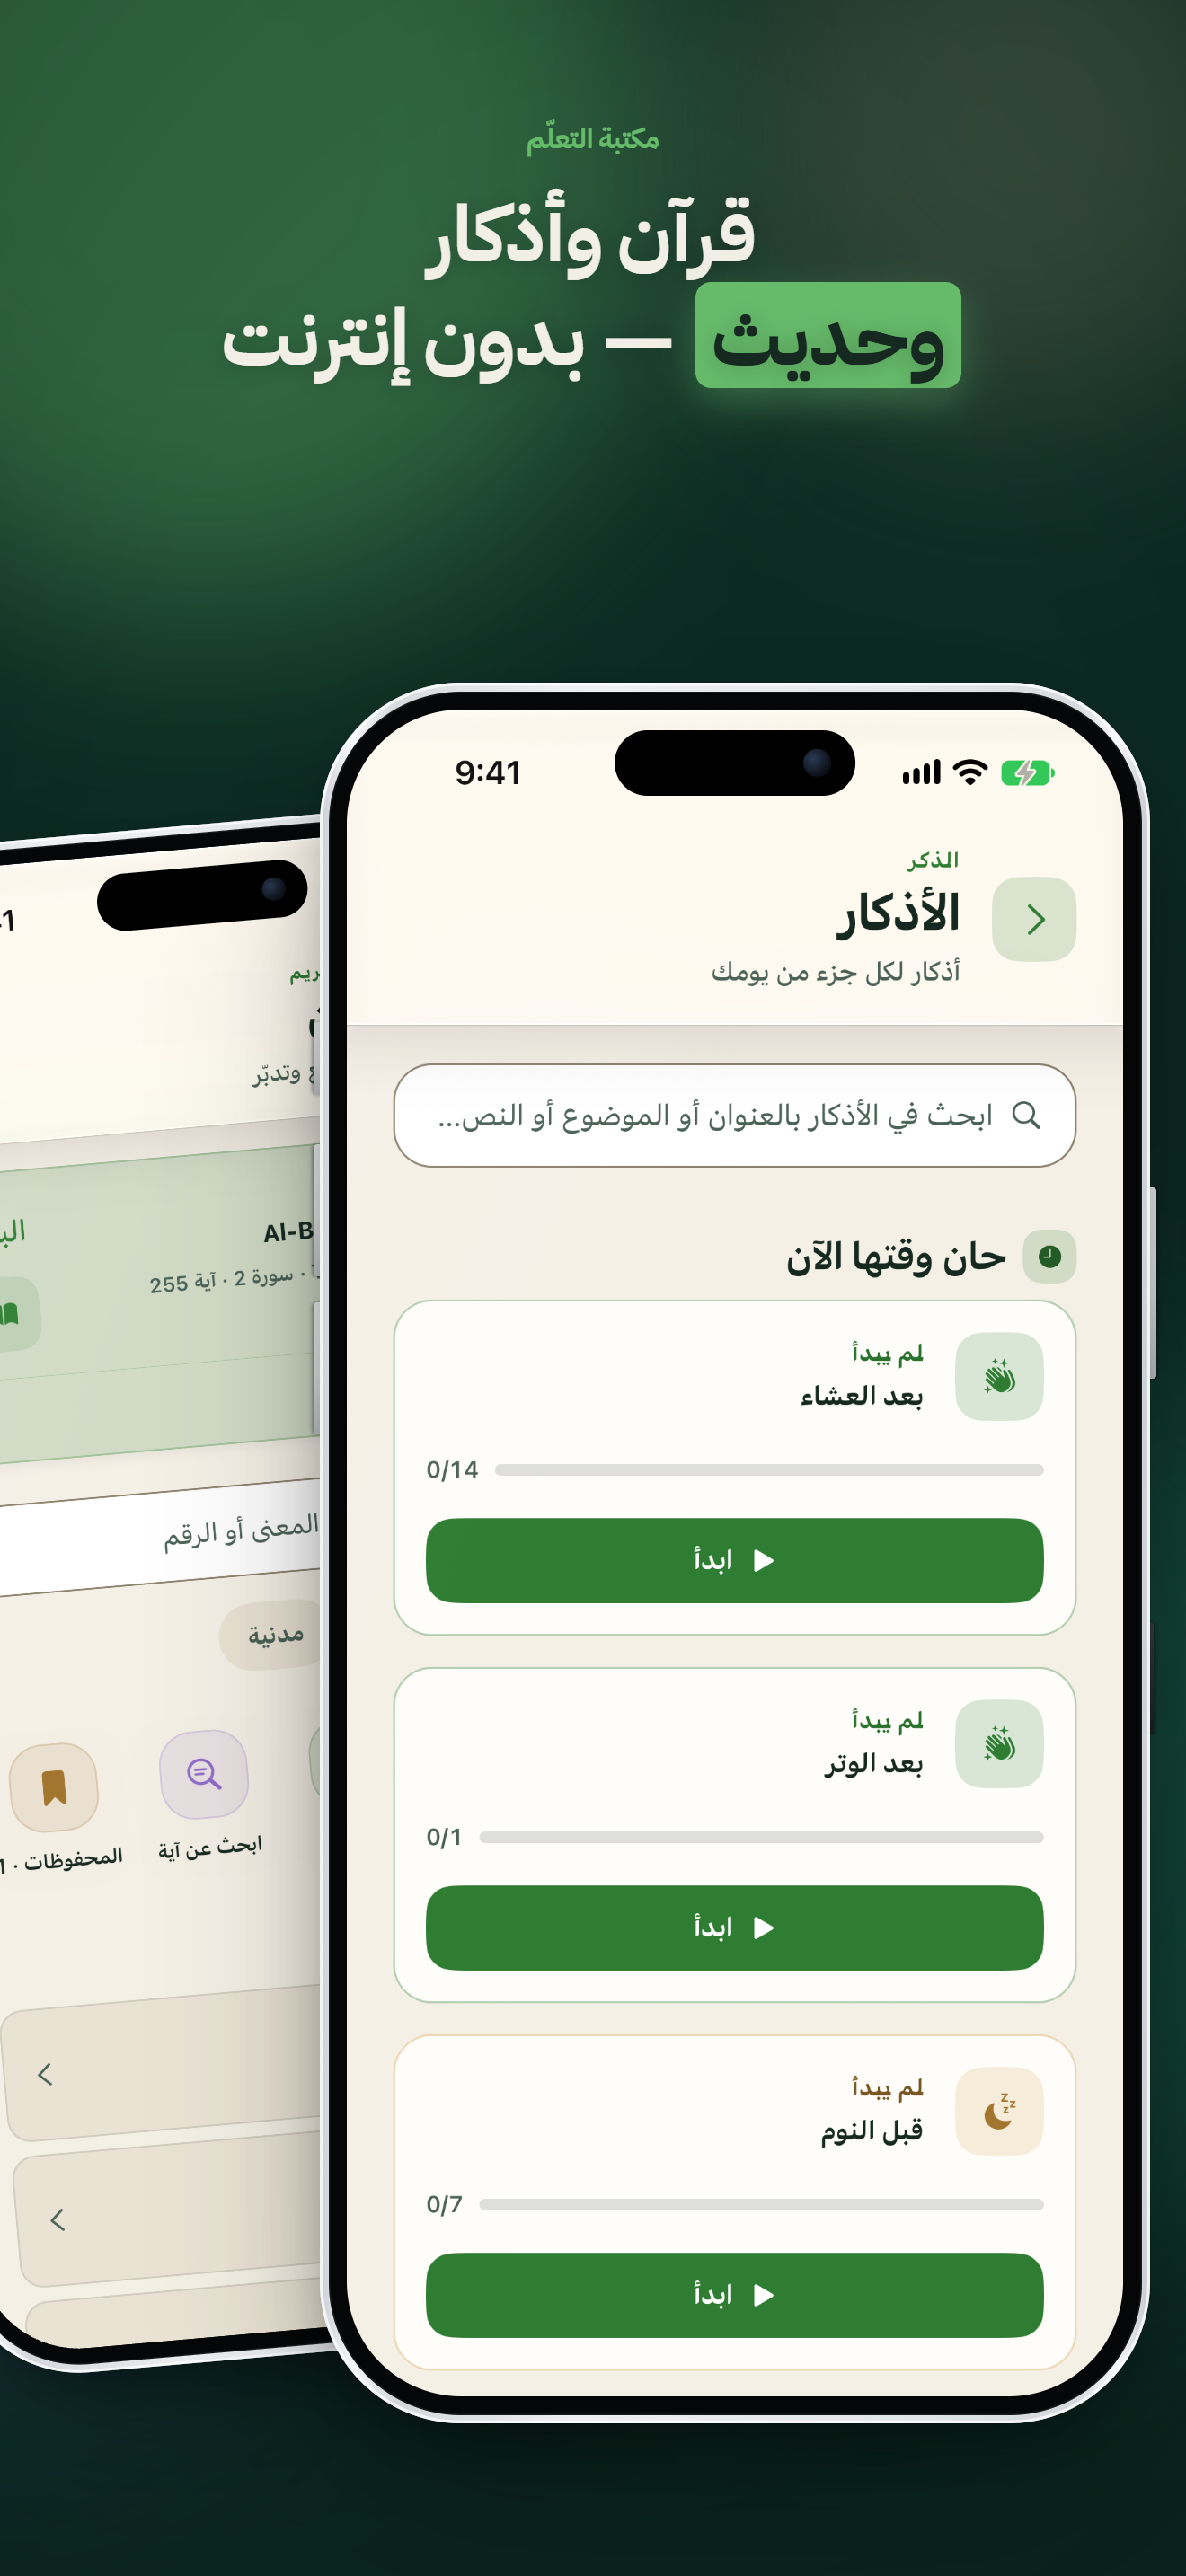 مكتبة التعلّم
قرآن وأذكار
وحديث — بدون إنترنت
9:41
الذكر
الأذكار
أذكار لكل جزء من يومك
ابحث في الأذكار بالعنوان أو الموضوع أو النص...
حان وقتها الآن
لم يبدأ
بعد العشاء
0/14
ابدأ
لم يبدأ
بعد الوتر
0/1
ابدأ
لم يبدأ
قبل النوم
0/7
ابدأ
وتدبّر
سورة 2 · آية 255
المعنى أو الرقم
مدنية
ابحث عن آية
المحفوظات · 1